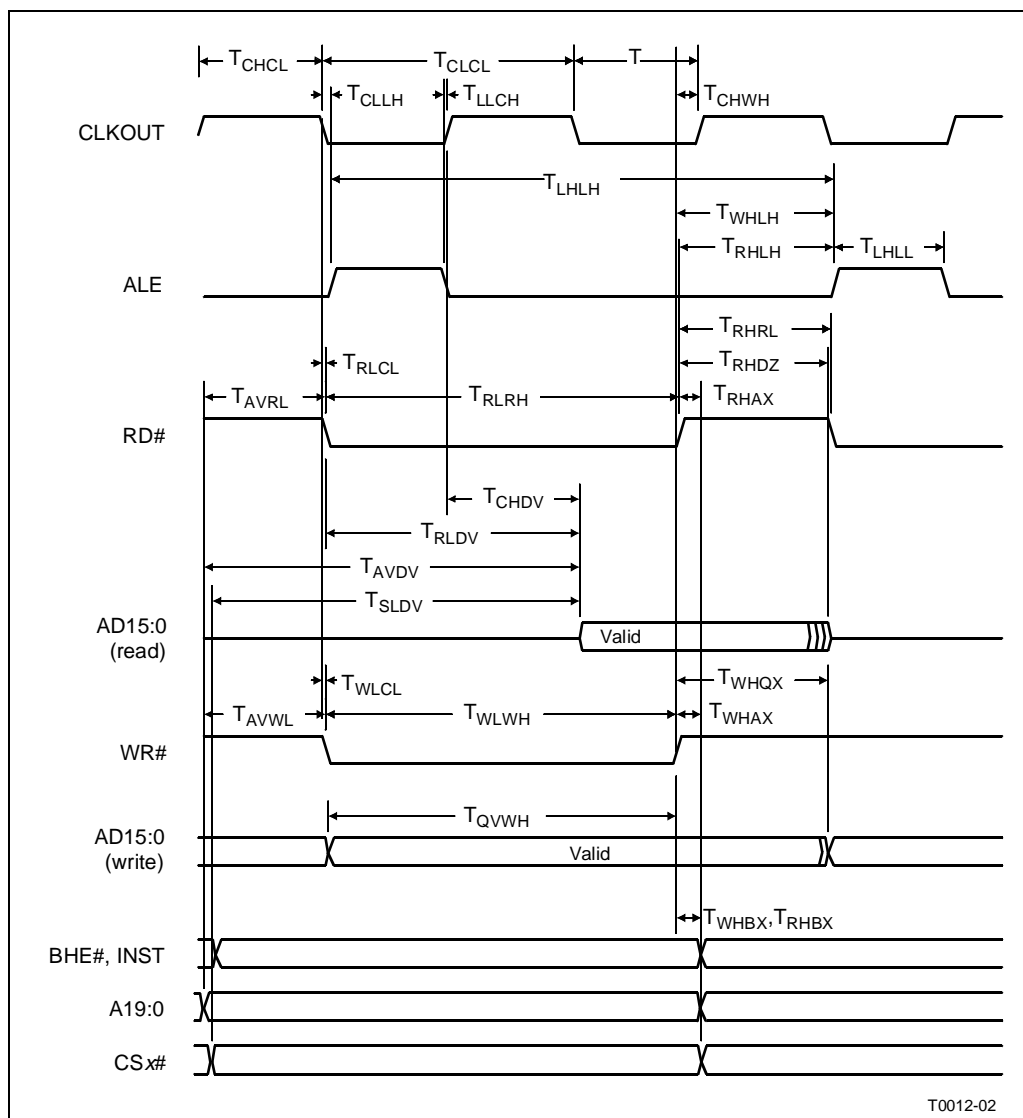 TCHCL TCLCL T
TCLLH TLLCH TCHWH
CLKOUT
TLHLH
TWHLH
TRHLH TLHLL
ALE
TRHRL
TRLCL TRHDZ
TAVRL TRLRH TRHAX
RD#
TCHDV
TRLDV
TAVDV
TSLDV
AD15:0
(read)
Valid
TWLCL TWHQX
TAVWL TWLWH TWHAX
WR#
TQVWH
AD15:0
(write)
Valid
TWHBX,TRHBX
BHE#, INST
A19:0
CSx#
T0012-02